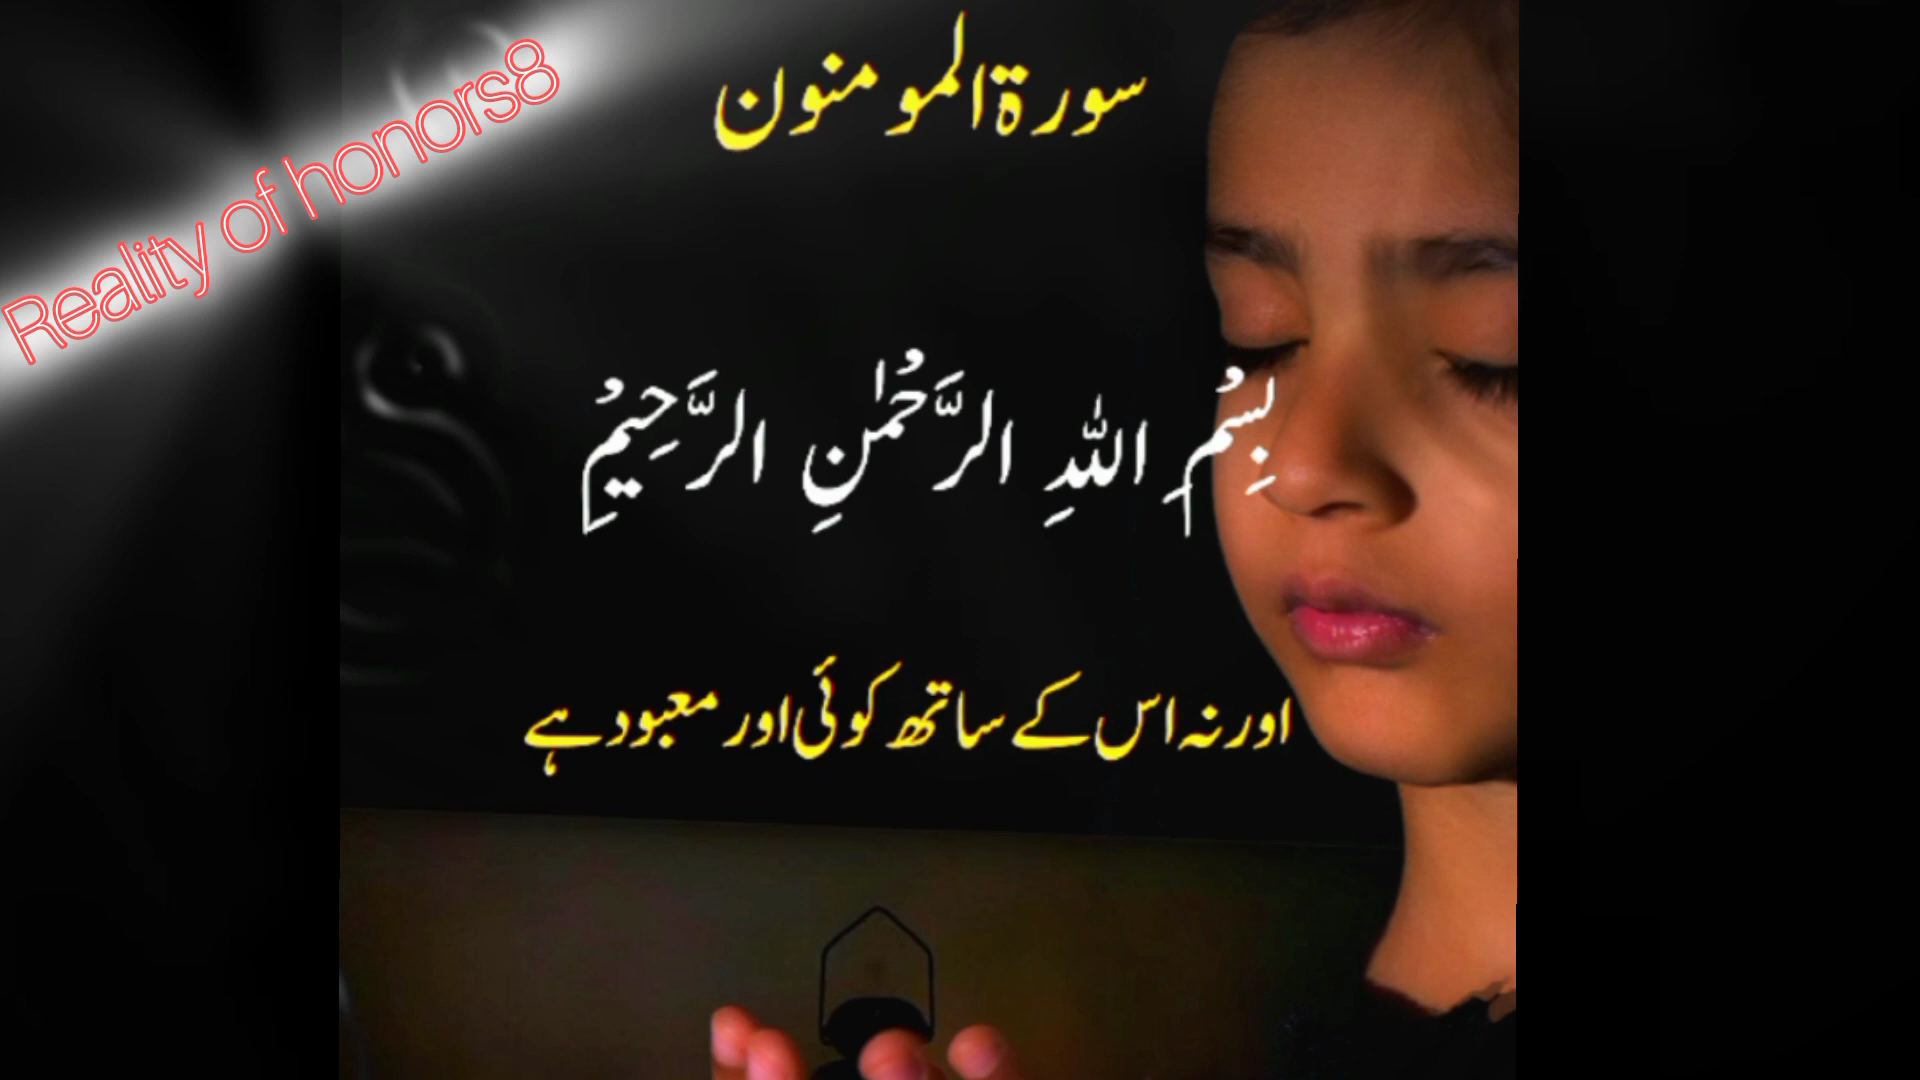 Reality of honors8
سورۃ المومنون
بِسْمِ اللّٰهِ الرَّحْمٰنِ الرَّحِيْمِ
اور نہ اس کے ساتھ کوئی اور معبود ہے